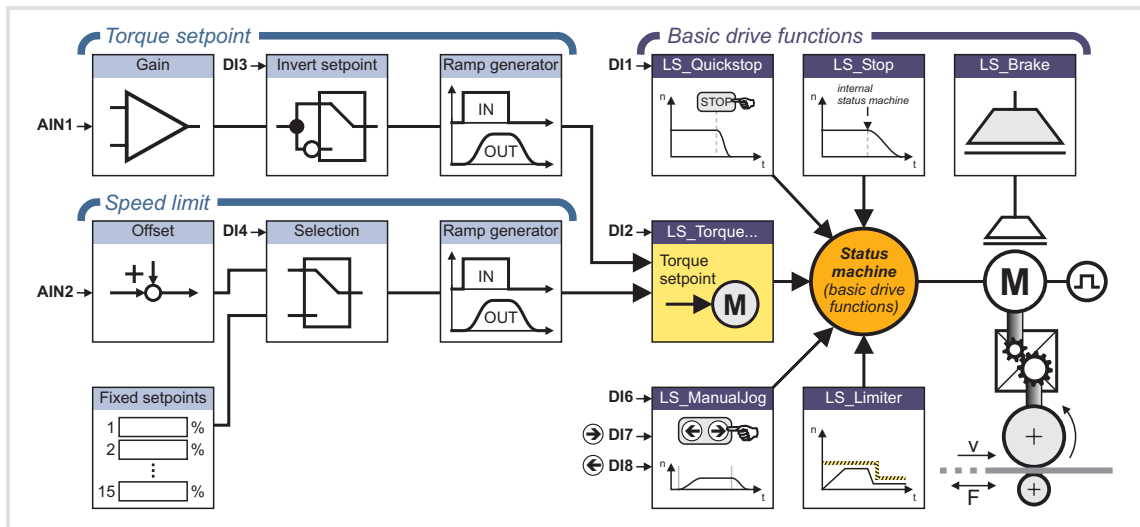 Torque setpoint
Basic drive functions
Gain
DI3
Invert setpoint
Ramp generator
DI1
LS_Quickstop
LS_Stop
LS_Brake
AIN1
IN
OUT
n
STOP
t
n
internal
status machine
t
Speed limit
Offset
DI4
Selection
Ramp generator
DI2
LS_Torque...
AIN2
+
IN
OUT
Torque
setpoint
M
Status
machine
(basic drive
functions)
M
Fixed setpoints
1 %
2 %
⋮
15 %
DI6
LS_ManualJog
LS_Limiter
→ DI7
← DI8
n
t
n
t
v
F
+
+